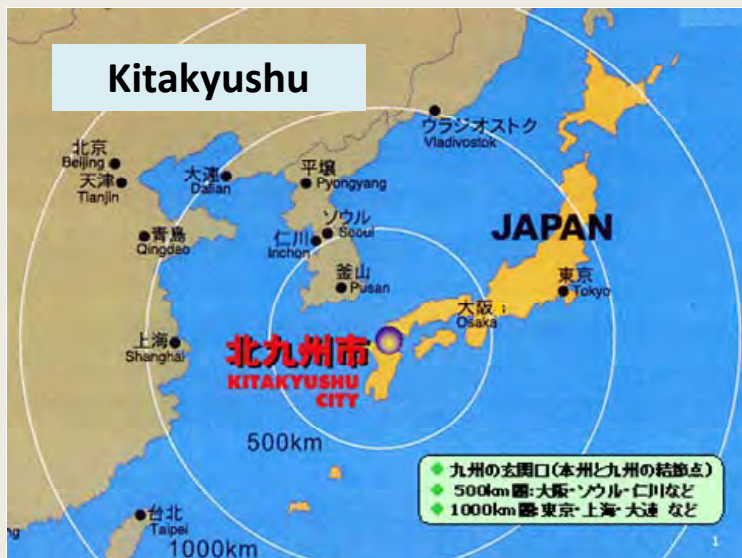 Kitakyushu
ウラジオストク
Vladivostok
北京
Beijing
天津
Tianjin
大連
Dalian
平壌
Pyongyang
ソウル
Seoul
仁川
Inchon
青島
Qingdao
釜山
Pusan
JAPAN
東京
Tokyo
大阪
Osaka
上海
Shanghai
北九州市
KITAKYUSHU
CITY
500km
九州の玄関口(本州と九州の結節点)
500km圏:大阪・ソウル・仁川など
1000km圏:東京・上海・大連 など
台北
Taipei
1000km
1